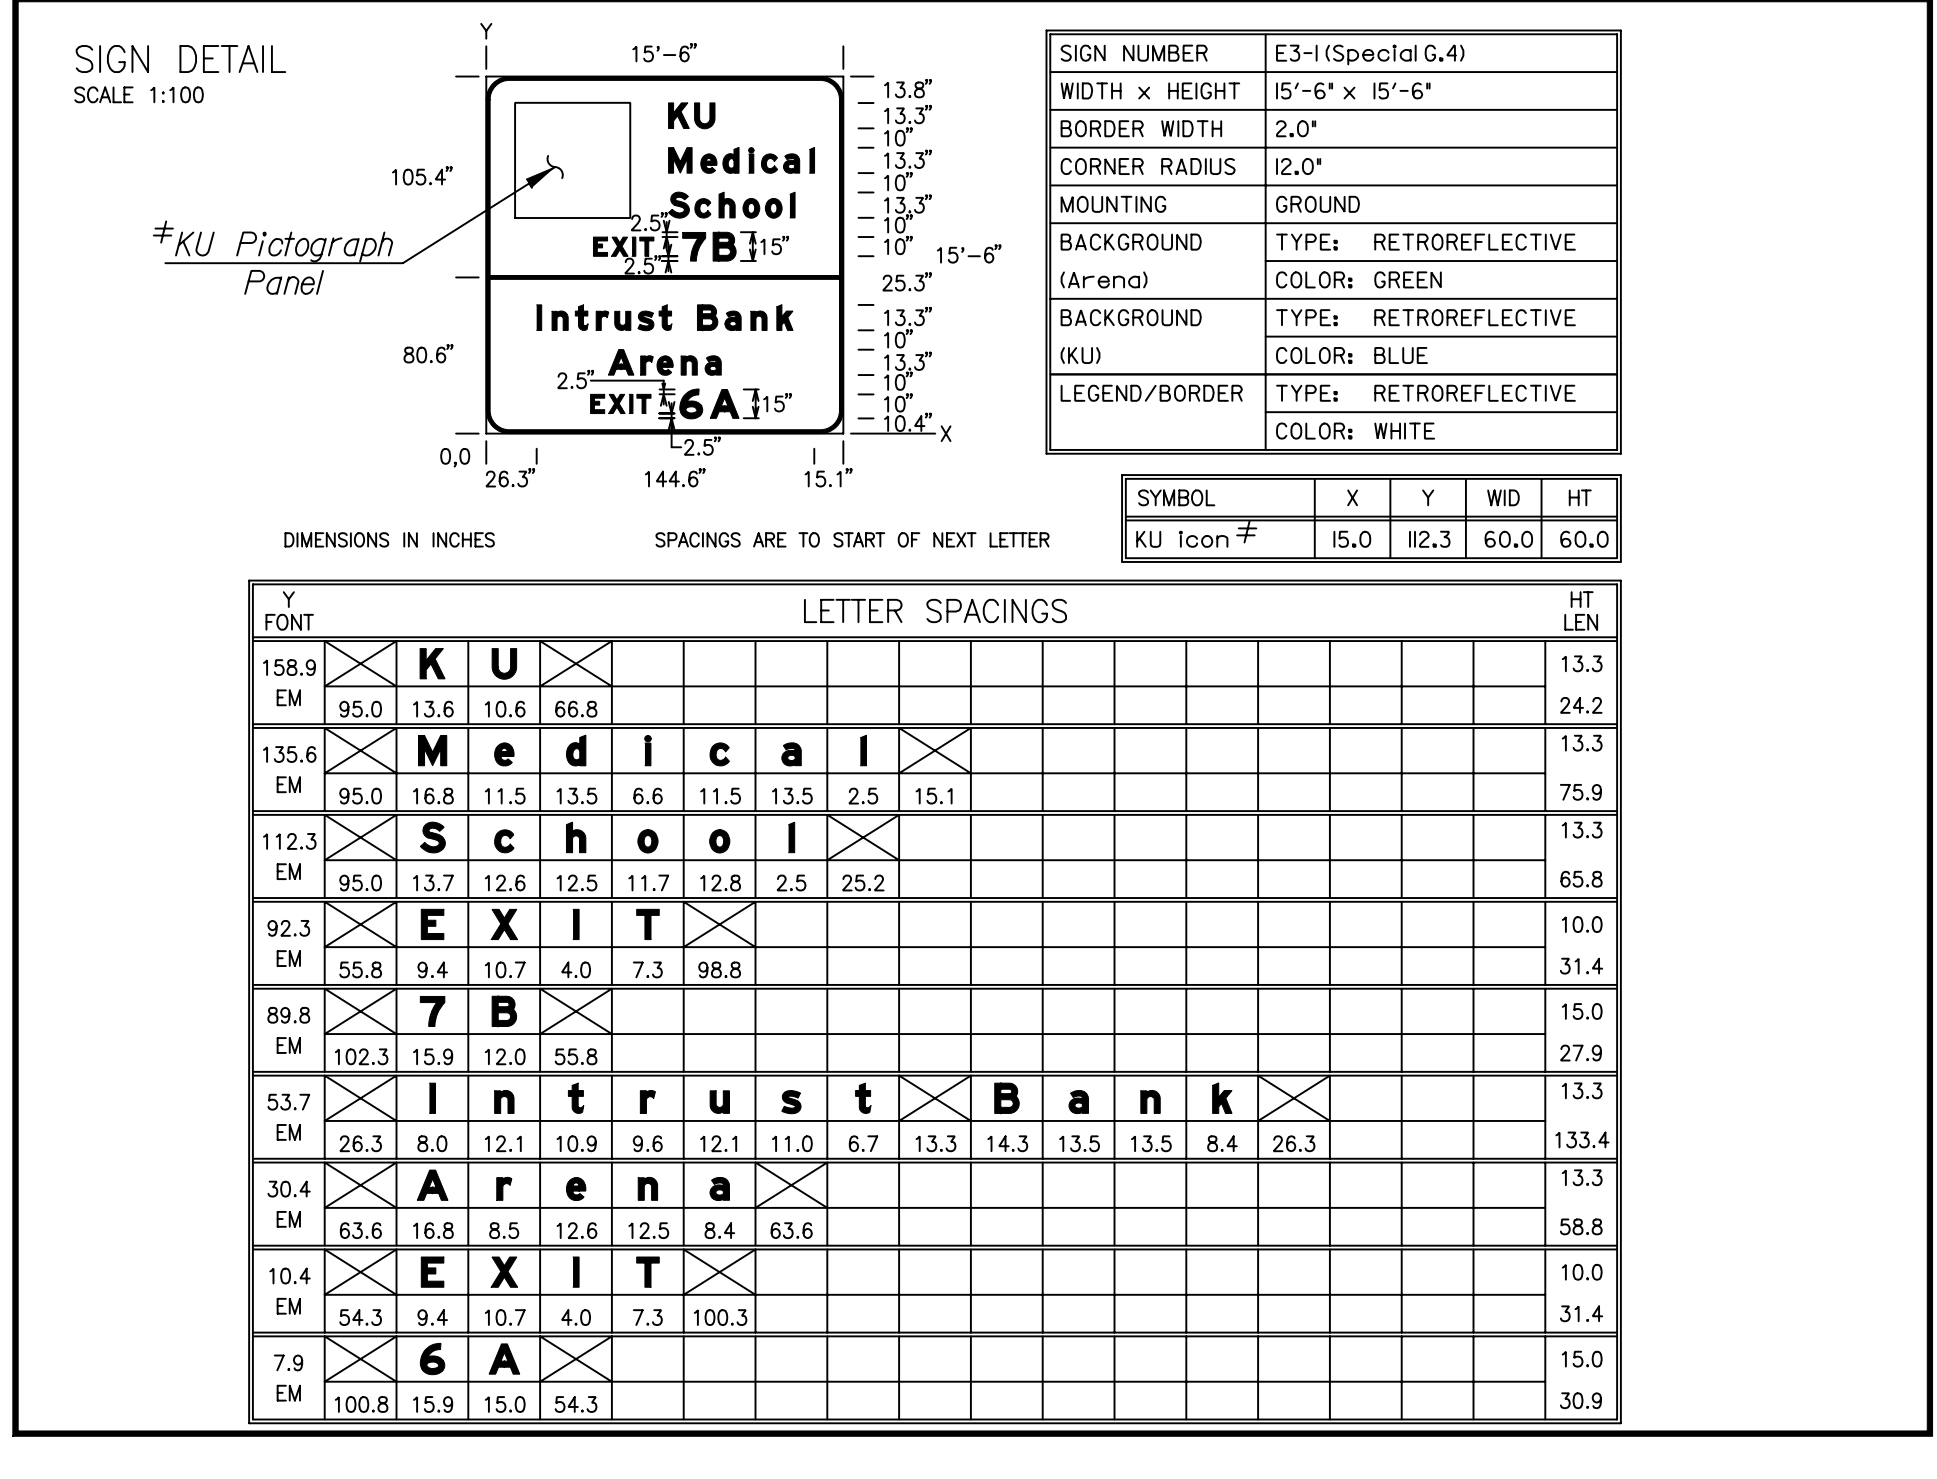 SIGN DETAIL
SCALE 1:100
Y
15'-6"
KU
Medical
School
EXIT 7B
2.5"
2.5"
15"
Intrust Bank
Arena
EXIT 6A
2.5"
2.5"
15"
105.4"
80.6"
≠KU Pictograph
Panel
13.8"
13.3"
10"
13.3"
10"
13.3"
10"
10"
15'-6"
25.3"
13.3"
10"
13.3"
10"
10"
10.4"
X
0,0
26.3" 144.6" 15.1"
DIMENSIONS IN INCHES SPACINGS ARE TO START OF NEXT LETTER
SIGN NUMBER E3-1(Special G.4)
WIDTH x HEIGHT 15'-6" x 15'-6"
BORDER WIDTH 2.0"
CORNER RADIUS 12.0"
MOUNTING GROUND
BACKGROUND TYPE: RETROREFLECTIVE
(Arena) COLOR: GREEN
BACKGROUND TYPE: RETROREFLECTIVE
(KU) COLOR: BLUE
LEGEND/BORDER TYPE: RETROREFLECTIVE
COLOR: WHITE
SYMBOL X Y WID HT
KU icon ≠ 15.0 112.3 60.0 60.0
Y FONT LETTER SPACINGS HT LEN
158.9 K U 13.3
EM 95.0 13.6 10.6 66.8 24.2
135.6 M e d i c a l 13.3
EM 95.0 16.8 11.5 13.5 6.6 11.5 13.5 2.5 15.1 75.9
112.3 S c h o o l 13.3
EM 95.0 13.7 12.6 12.5 11.7 12.8 2.5 25.2 65.8
92.3 E X I T 10.0
EM 55.8 9.4 10.7 4.0 7.3 98.8 31.4
89.8 7 B 15.0
EM 102.3 15.9 12.0 55.8 27.9
53.7 I n t r u s t B a n k 13.3
EM 26.3 8.0 12.1 10.9 9.6 12.1 11.0 6.7 13.3 14.3 13.5 13.5 8.4 26.3 133.4
30.4 A r e n a 13.3
EM 63.6 16.8 8.5 12.6 12.5 8.4 63.6 58.8
10.4 E X I T 10.0
EM 54.3 9.4 10.7 4.0 7.3 100.3 31.4
7.9 6 A 15.0
EM 100.8 15.9 15.0 54.3 30.9